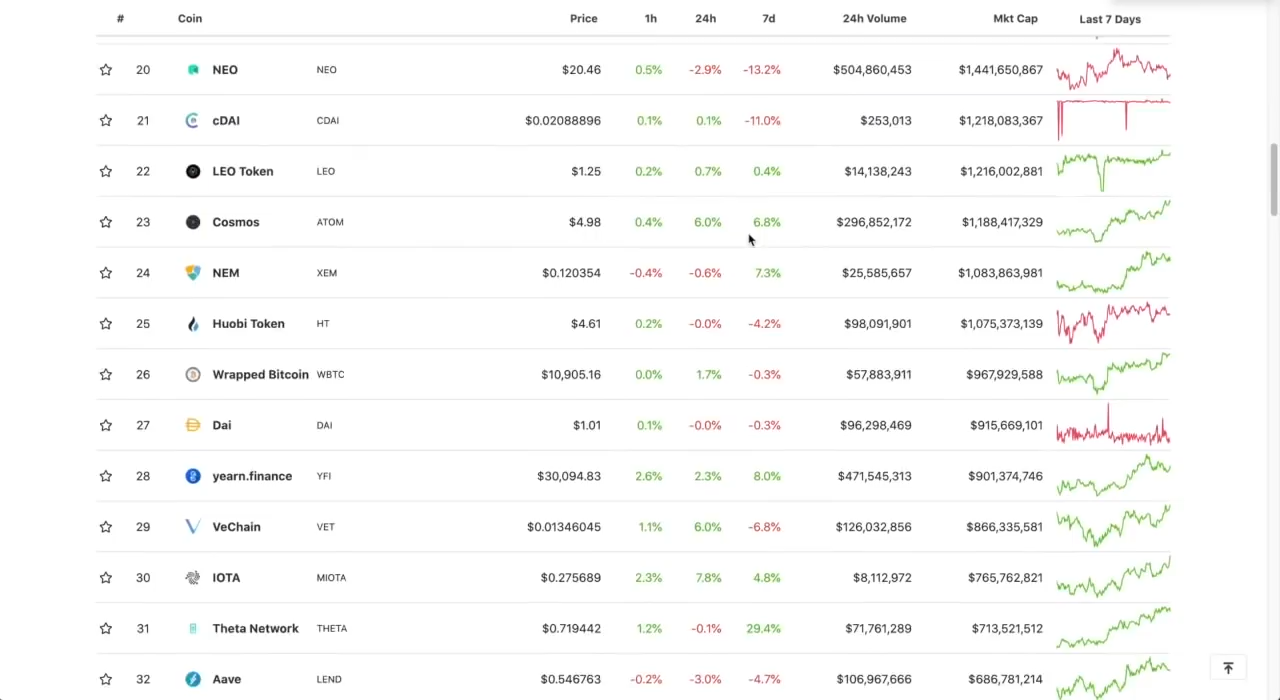 # Coin Price 1h 24h 7d 24h Volume Mkt Cap Last 7 Days
20 NEO NEO $20.46 0.5% -2.9% -13.2% $504,860,453 $1,441,650,867
21 cDAI CDAI $0.02088896 0.1% 0.1% -11.0% $253,013 $1,218,083,367
22 LEO Token LEO $1.25 0.2% 0.7% 0.4% $14,138,243 $1,216,002,881
23 Cosmos ATOM $4.98 0.4% 6.0% 6.8% $296,852,172 $1,188,417,329
24 NEM XEM $0.120354 -0.4% -0.6% 7.3% $25,585,657 $1,083,863,981
25 Huobi Token HT $4.61 0.2% -0.0% -4.2% $98,091,901 $1,075,373,139
26 Wrapped Bitcoin WBTC $10,905.16 0.0% 1.7% -0.3% $57,883,911 $967,929,588
27 Dai DAI $1.01 0.1% -0.0% -0.3% $96,298,469 $915,669,101
28 yearn.finance YFI $30,094.83 2.6% 2.3% 8.0% $471,545,313 $901,374,746
29 VeChain VET $0.01346045 1.1% 6.0% -6.8% $126,032,856 $866,335,581
30 IOTA MIOTA $0.275689 2.3% 7.8% 4.8% $8,112,972 $765,762,821
31 Theta Network THETA $0.719442 1.2% -0.1% 29.4% $71,761,289 $713,521,512
32 Aave LEND $0.546763 -0.2% -3.0% -4.7% $106,967,666 $686,781,214